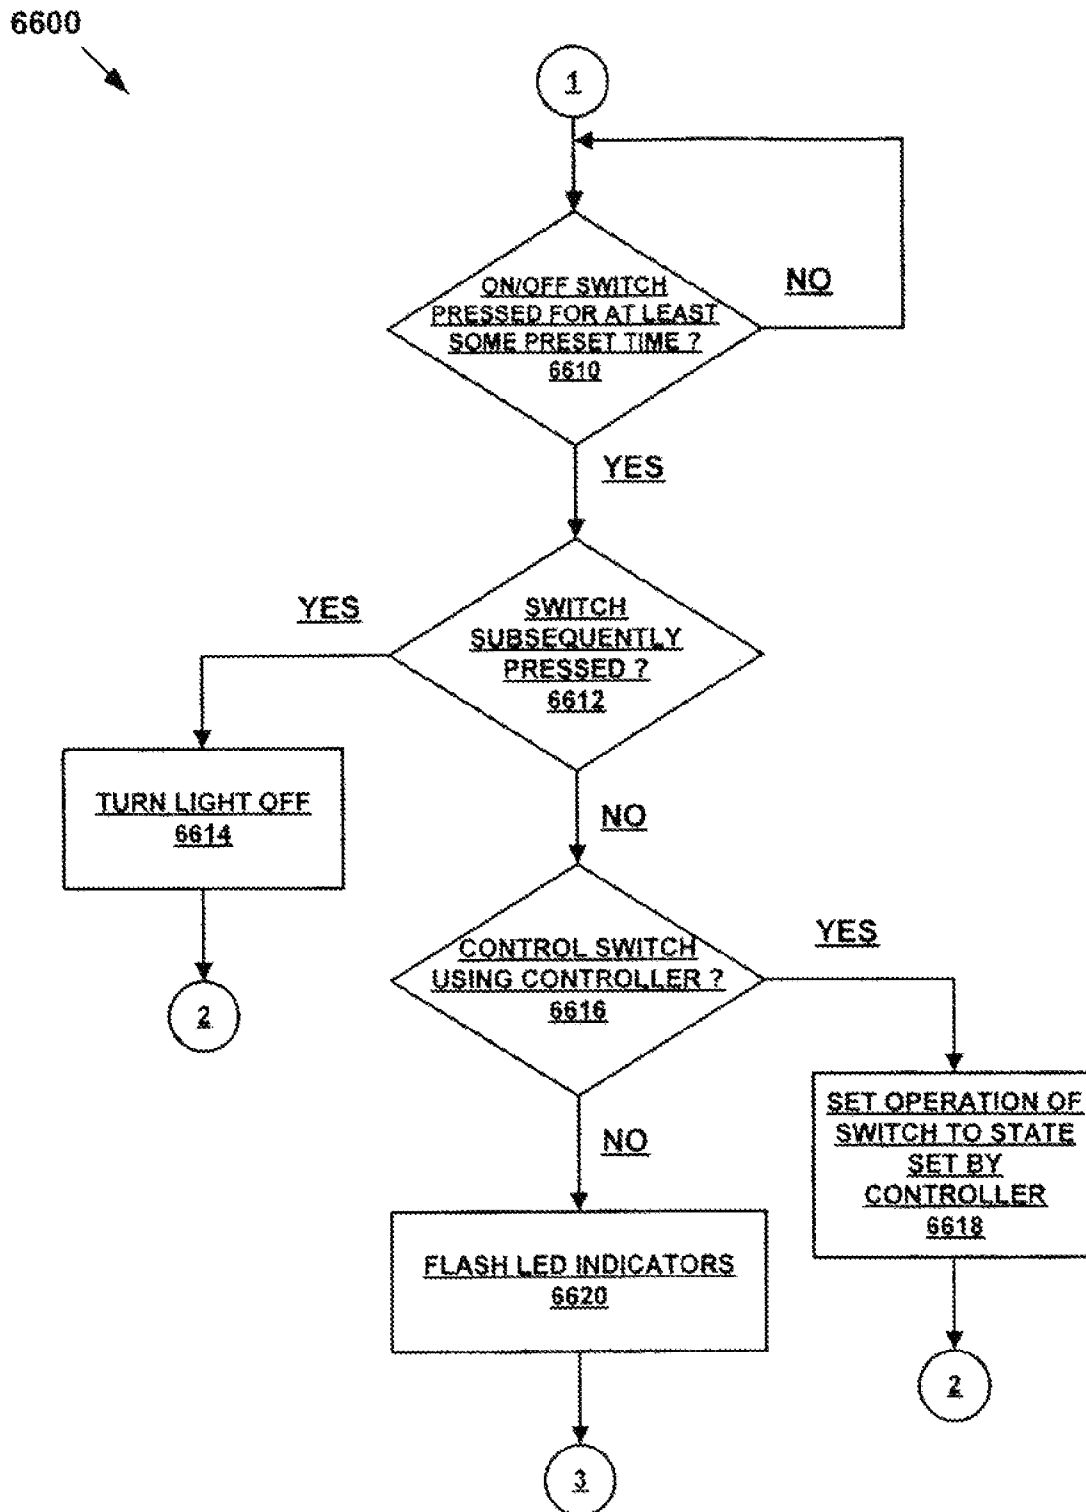 6600
1
ON/OFF SWITCH
PRESSED FOR AT LEAST
SOME PRESET TIME ?
6610
NO
YES
SWITCH
SUBSEQUENTLY
PRESSED ?
6612
YES
TURN LIGHT OFF
6614
2
NO
CONTROL SWITCH
USING CONTROLLER ?
6616
YES
SET OPERATION OF
SWITCH TO STATE
SET BY
CONTROLLER
6618
2
NO
FLASH LED INDICATORS
6620
3